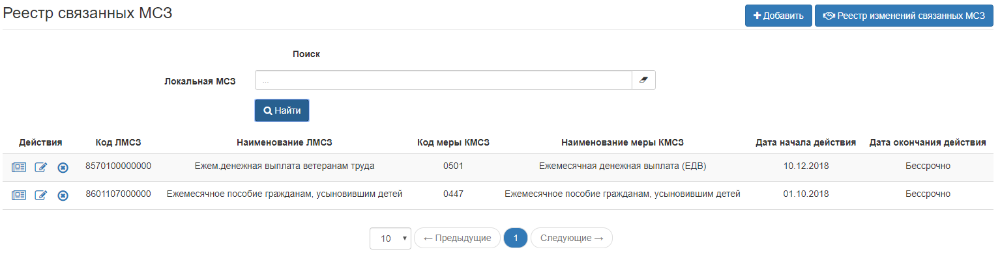 Реестр связанных МСЗ
Добавить
Реестр изменений связанных МСЗ
Поиск
Локальная МСЗ
...
Найти
Действия Код ЛМСЗ Наименование ЛМСЗ Код меры КМСЗ Наименование меры КМСЗ Дата начала действия Дата окончания действия
8570100000000 Ежем.денежная выплата ветеранам труда 0501 Ежемесячная денежная выплата (ЕДВ) 10.12.2018 Бессрочно
8601107000000 Ежемесячное пособие гражданам, усыновившим детей 0447 Ежемесячное пособие гражданам, усыновившим детей 01.10.2018 Бессрочно
10 ← Предыдущие 1 Следующие →